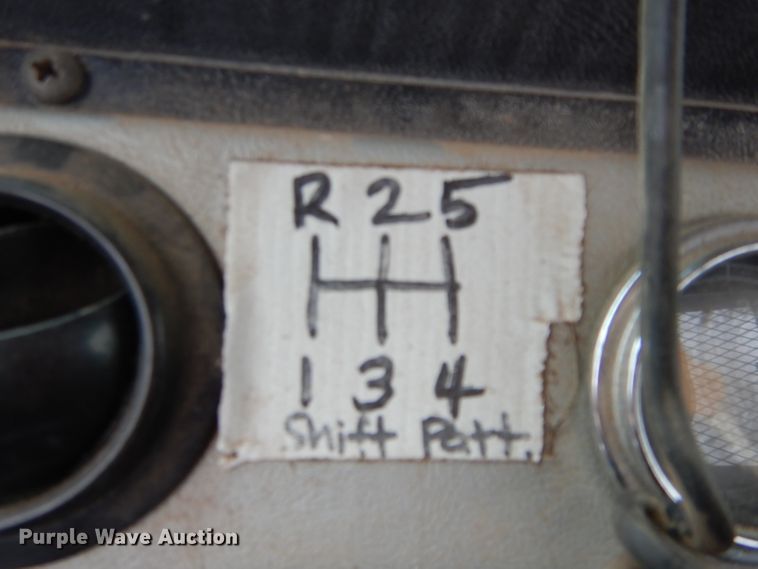 R 2 5
1 3 4
Shift Patt.
Purple Wave Auction